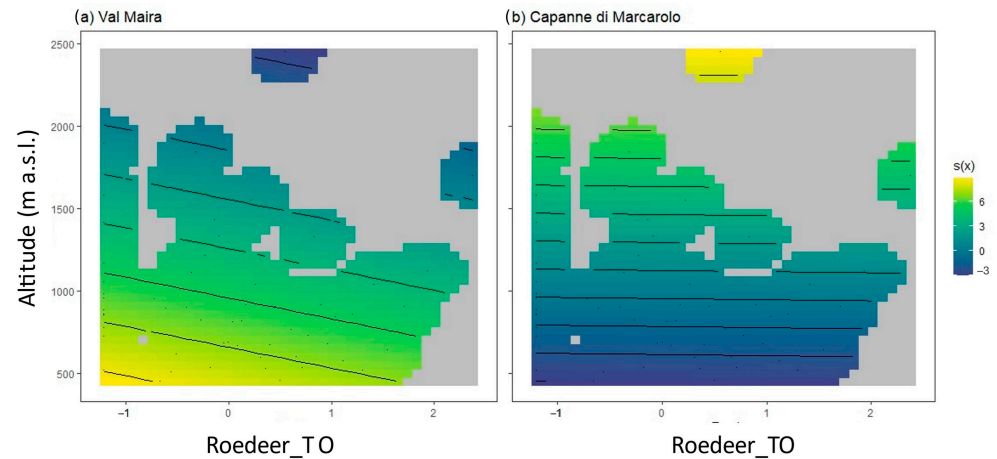 (a) Val Maira
(b) Capanne di Marcarolo
Altitude (m a.s.l.)
2500
2000
1500
1000
500
-1
0
1
2
-1
0
1
2
Roedeer_T O
Roedeer_TO
s(x)
6
3
0
-3